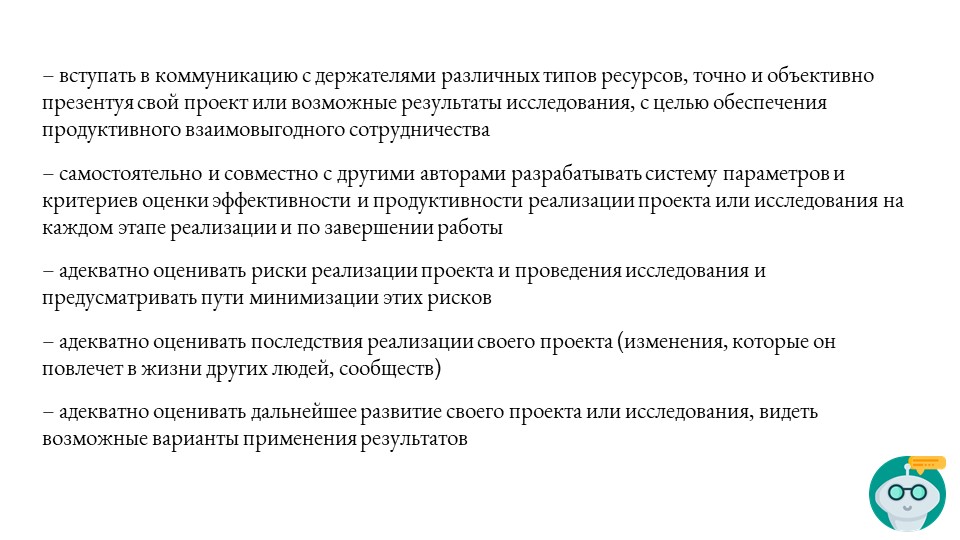 – вступать в коммуникацию с держателями различных типов ресурсов, точно и объективно
презентуя свой проект или возможные результаты исследования, с целью обеспечения
продуктивного взаимовыгодного сотрудничества
– самостоятельно и совместно с другими авторами разрабатывать систему параметров и
критериев оценки эффективности и продуктивности реализации проекта или исследования на
каждом этапе реализации и по завершении работы
– адекватно оценивать риски реализации проекта и проведения исследования и
предусматривать пути минимизации этих рисков
– адекватно оценивать последствия реализации своего проекта (изменения, которые он
повлечет в жизни других людей, сообществ)
– адекватно оценивать дальнейшее развитие своего проекта или исследования, видеть
возможные варианты применения результатов